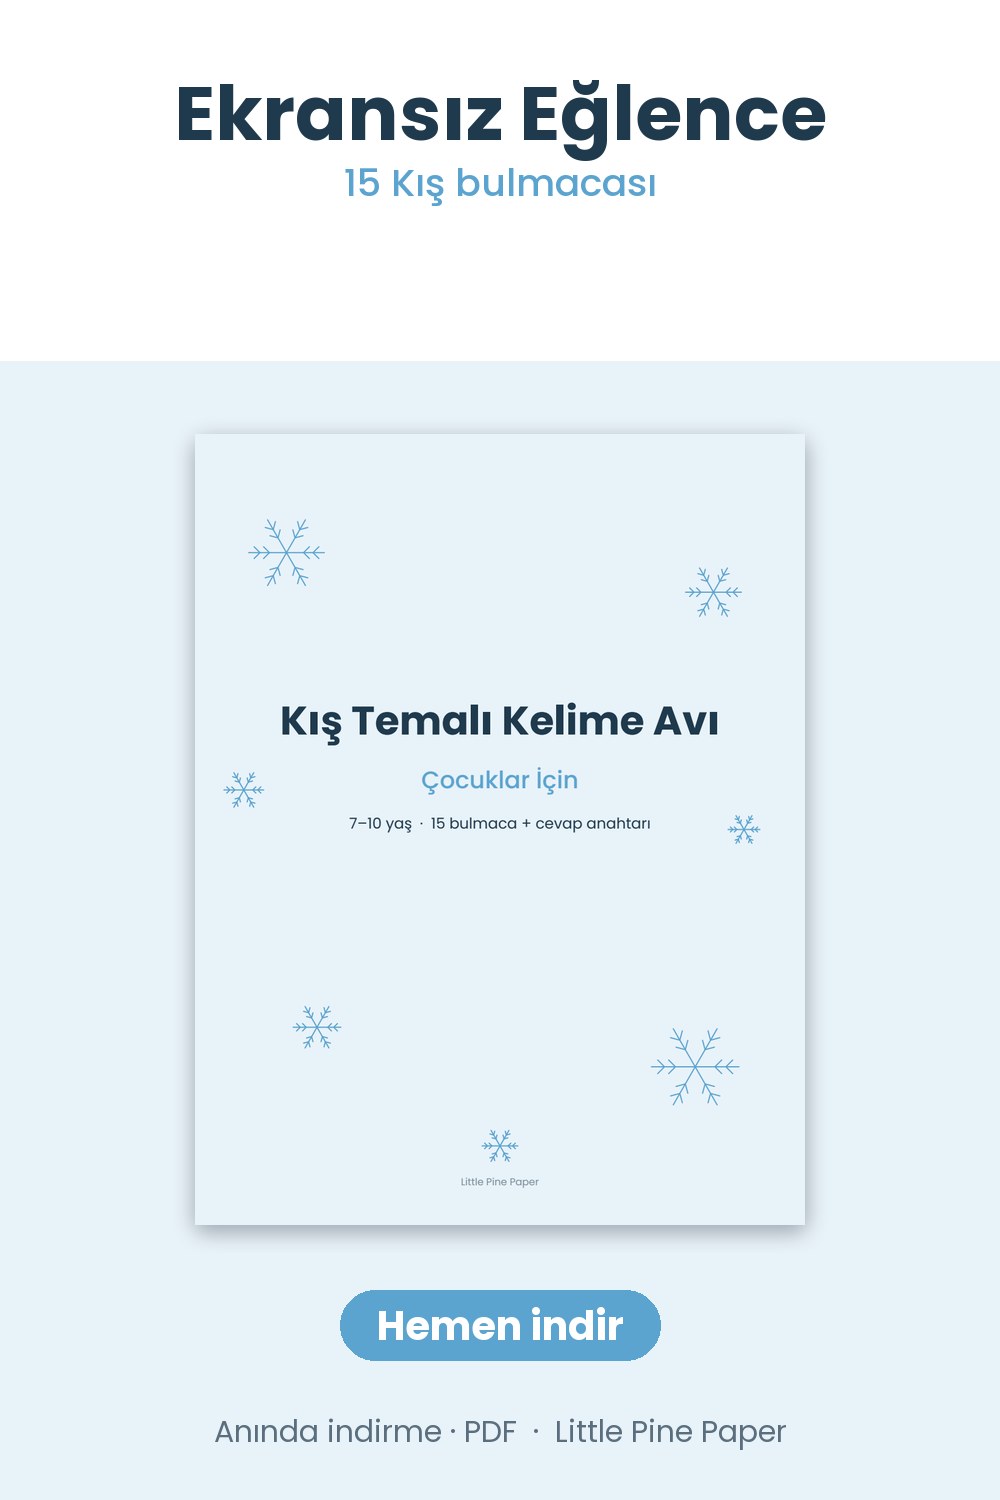 Ekransız Eğlence
15 Kış bulmacası
Kış Temalı Kelime Avı
Çocuklar İçin
7–10 yaş · 15 bulmaca + cevap anahtarı
Little Pine Paper
Hemen indir
Anında indirme · PDF · Little Pine Paper